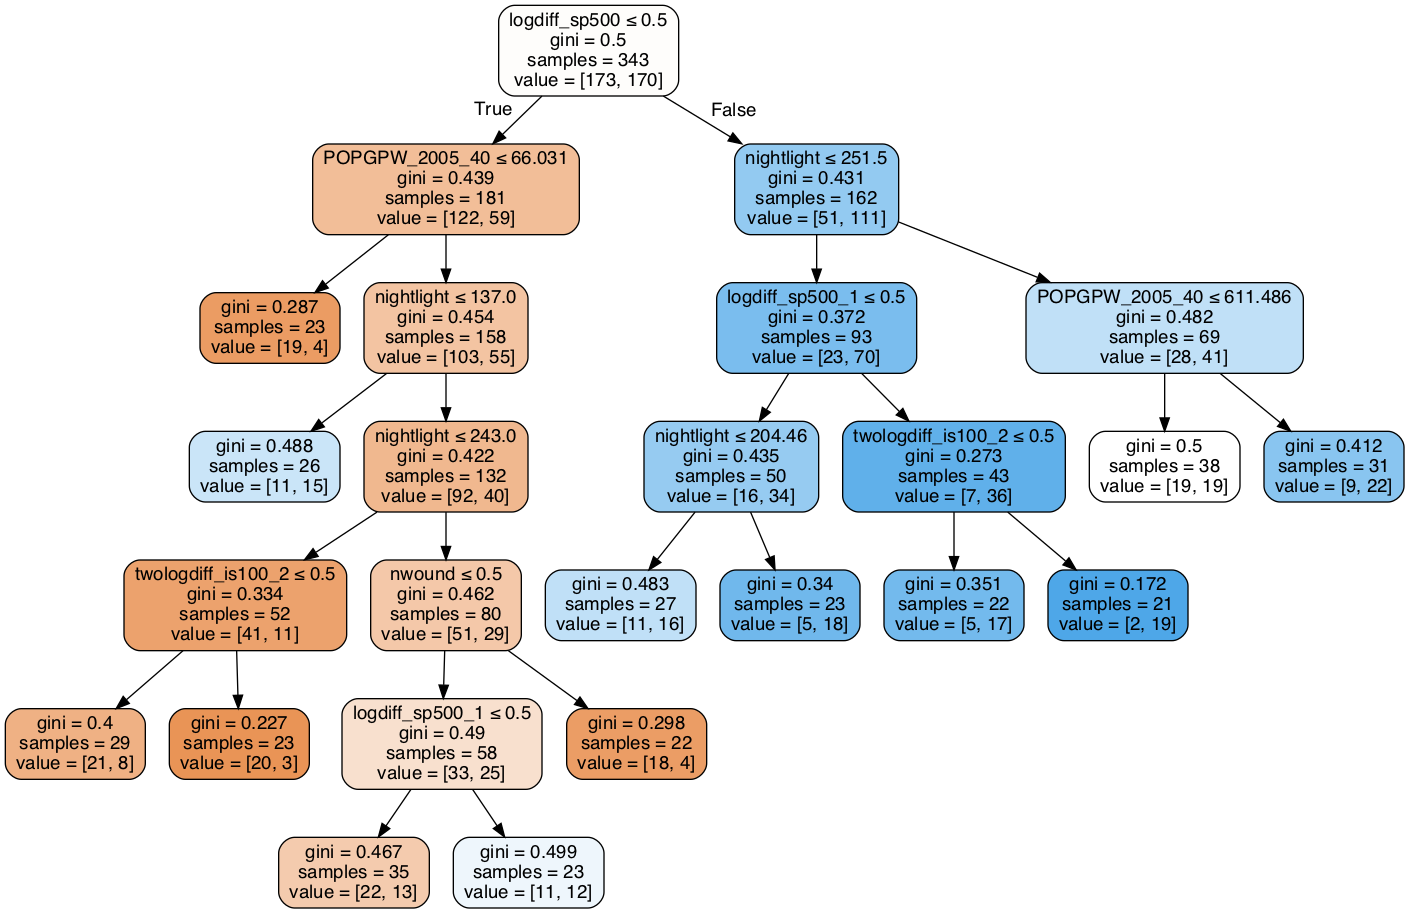 logdiff_sp500 ≤ 0.5
gini = 0.5
samples = 343
value = [173, 170]
True
False
POPGPW_2005_40 ≤ 66.031
gini = 0.439
samples = 181
value = [122, 59]
nightlight ≤ 251.5
gini = 0.431
samples = 162
value = [51, 111]
gini = 0.287
samples = 23
value = [19, 4]
nightlight ≤ 137.0
gini = 0.454
samples = 158
value = [103, 55]
logdiff_sp500_1 ≤ 0.5
gini = 0.372
samples = 93
value = [23, 70]
POPGPW_2005_40 ≤ 611.486
gini = 0.482
samples = 69
value = [28, 41]
gini = 0.488
samples = 26
value = [11, 15]
nightlight ≤ 243.0
gini = 0.422
samples = 132
value = [92, 40]
nightlight ≤ 204.46
gini = 0.435
samples = 50
value = [16, 34]
twologdiff_is100_2 ≤ 0.5
gini = 0.273
samples = 43
value = [7, 36]
gini = 0.5
samples = 38
value = [19, 19]
gini = 0.412
samples = 31
value = [9, 22]
twologdiff_is100_2 ≤ 0.5
gini = 0.334
samples = 52
value = [41, 11]
nwound ≤ 0.5
gini = 0.462
samples = 80
value = [51, 29]
gini = 0.483
samples = 27
value = [11, 16]
gini = 0.34
samples = 23
value = [5, 18]
gini = 0.351
samples = 22
value = [5, 17]
gini = 0.172
samples = 21
value = [2, 19]
gini = 0.4
samples = 29
value = [21, 8]
gini = 0.227
samples = 23
value = [20, 3]
logdiff_sp500_1 ≤ 0.5
gini = 0.49
samples = 58
value = [33, 25]
gini = 0.298
samples = 22
value = [18, 4]
gini = 0.467
samples = 35
value = [22, 13]
gini = 0.499
samples = 23
value = [11, 12]